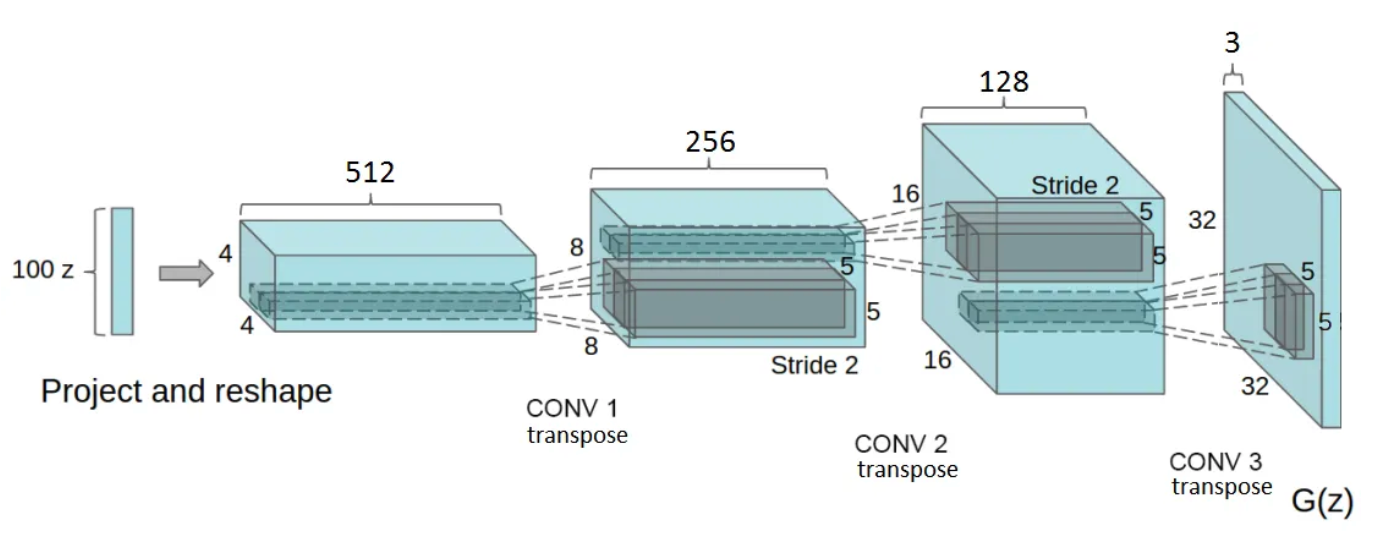 100 z
Project and reshape
512
4
4
256
8
8
5
5
Stride 2
CONV 1
transpose
128
16
16
Stride 2
5
5
CONV 2
transpose
3
32
32
5
5
CONV 3
transpose
G(z)